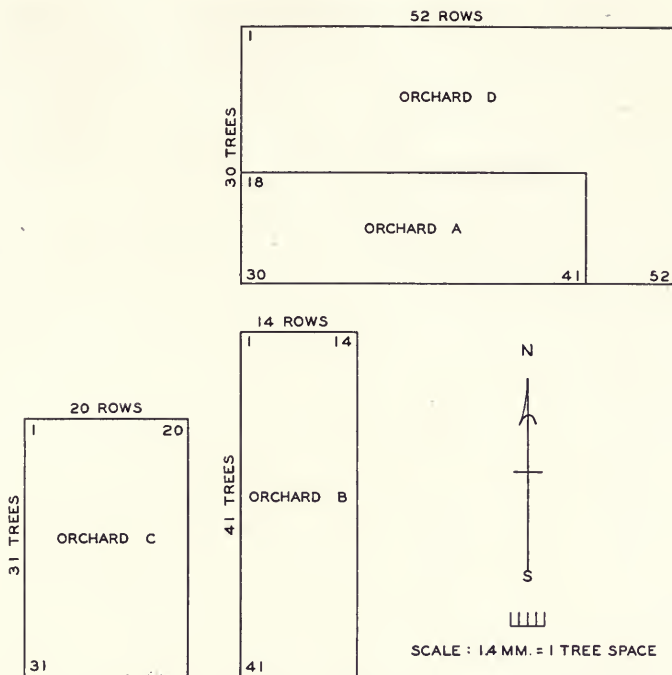 52 ROWS
1
ORCHARD D
30 TREES
18
ORCHARD A
30
41
52
14 ROWS
1
14
N
20 ROWS
1
20
41 TREES
ORCHARD B
31 TREES
ORCHARD C
S
SCALE : 1.4 MM. = 1 TREE SPACE
31
41